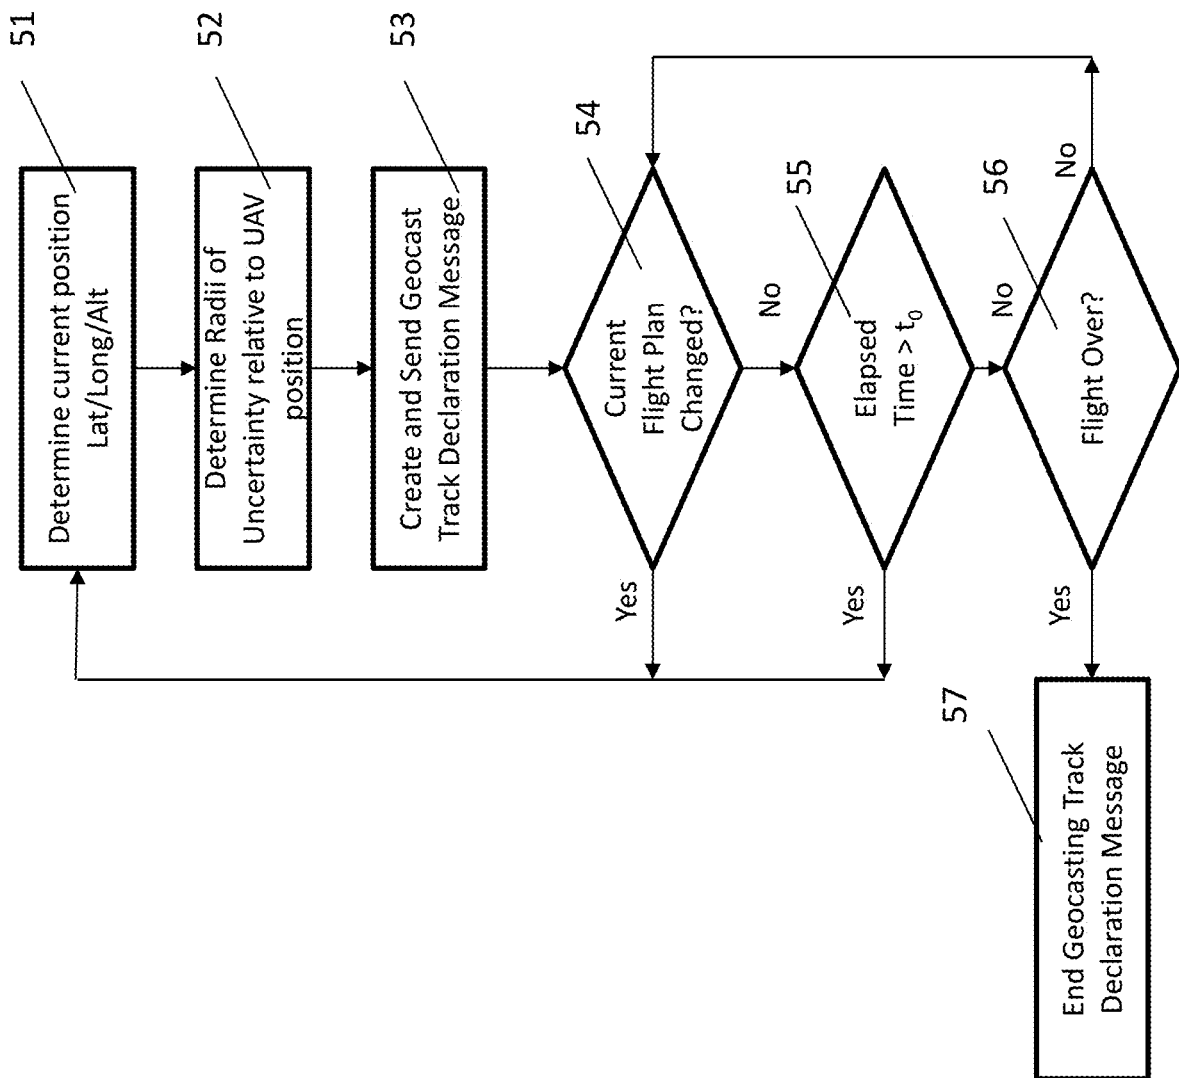 51
Determine current position
Lat/Long/Alt
52
Determine Radii of
Uncertainty relative to UAV
position
53
Create and Send Geocast
Track Declaration Message
54
Current
Flight Plan
Changed?
Yes
No
55
Elapsed
Time > t₀
Yes
No
56
Flight Over?
No
Yes
57
End Geocasting Track
Declaration Message